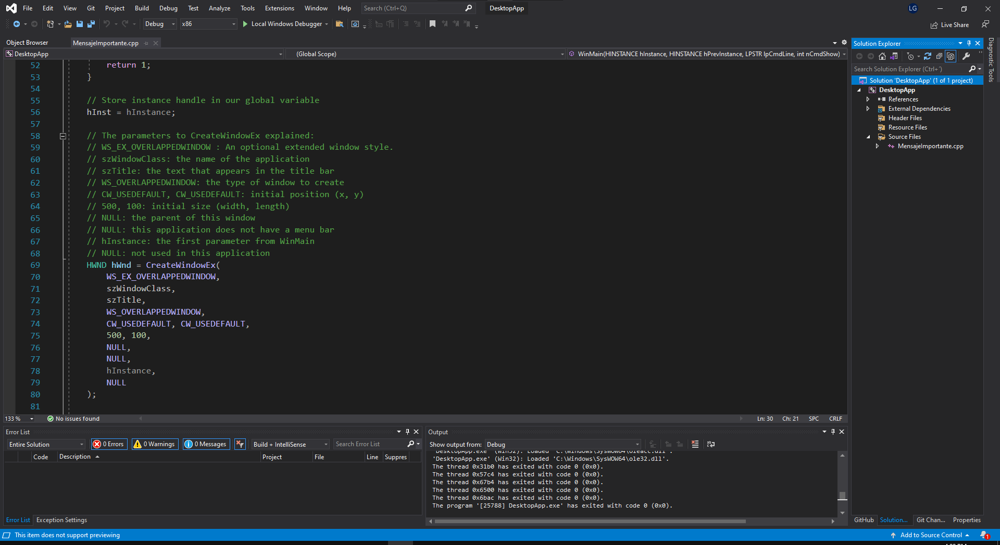 File Edit View Git Project Build Debug Test Analyze Tools Extensions Window Help Search (Ctrl+Q) DesktopApp LG
Debug x86 Local Windows Debugger Live Share
Object Browser MensajeImportante.cpp
DesktopApp (Global Scope) WinMain(HINSTANCE hInstance, HINSTANCE hPrevInstance, LPSTR lpCmdLine, int nCmdShow)
52 return 1;
53 }
54
55 // Store instance handle in our global variable
56 hInst = hInstance;
57
58 // The parameters to CreateWindowEx explained:
59 // WS_EX_OVERLAPPEDWINDOW : An optional extended window style.
60 // szWindowClass: the name of the application
61 // szTitle: the text that appears in the title bar
62 // WS_OVERLAPPEDWINDOW: the type of window to create
63 // CW_USEDEFAULT, CW_USEDEFAULT: initial position (x, y)
64 // 500, 100: initial size (width, length)
65 // NULL: the parent of this window
66 // NULL: this application does not have a menu bar
67 // hInstance: the first parameter from WinMain
68 // NULL: not used in this application
69 HWND hWnd = CreateWindowEx(
70 WS_EX_OVERLAPPEDWINDOW,
71 szWindowClass,
72 szTitle,
73 WS_OVERLAPPEDWINDOW,
74 CW_USEDEFAULT, CW_USEDEFAULT,
75 500, 100,
76 NULL,
77 NULL,
78 hInstance,
79 NULL
80 );
81
133 % No issues found Ln: 30 Ch: 21 SPC CRLF
Error List
Entire Solution 0 Errors 0 Warnings 0 Messages Build + IntelliSense Search Error List
Code Description Project File Line Suppres
Error List Exception Settings
Output
Show output from: Debug
'DesktopApp.exe' (Win32): Loaded 'C:\Windows\SysWOW64\oleacc.dll'.
'DesktopApp.exe' (Win32): Loaded 'C:\Windows\SysWOW64\ole32.dll'.
The thread 0x31b0 has exited with code 0 (0x0).
The thread 0x57c4 has exited with code 0 (0x0).
The thread 0x67b4 has exited with code 0 (0x0).
The thread 0x6500 has exited with code 0 (0x0).
The thread 0x6bac has exited with code 0 (0x0).
The program '[25788] DesktopApp.exe' has exited with code 0 (0x0).
Solution Explorer
Search Solution Explorer (Ctrl+´)
Solution 'DesktopApp' (1 of 1 project)
DesktopApp
References
External Dependencies
Header Files
Resource Files
Source Files
MensajeImportante.cpp
GitHub Solution... Git Chan... Properties
Diagnostic Tools
This item does not support previewing Add to Source Control 1